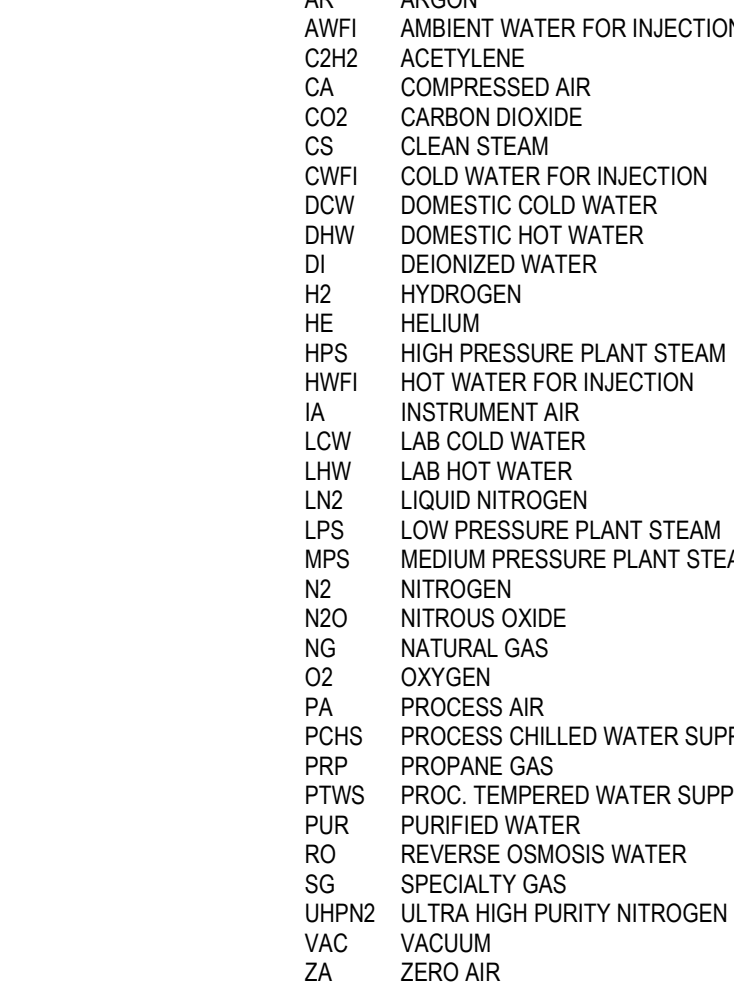 AR ARGON
AWFI AMBIENT WATER FOR INJECTION
C2H2 ACETYLENE
CA COMPRESSED AIR
CO2 CARBON DIOXIDE
CS CLEAN STEAM
CWFI COLD WATER FOR INJECTION
DCW DOMESTIC COLD WATER
DHW DOMESTIC HOT WATER
DI DEIONIZED WATER
H2 HYDROGEN
HE HELIUM
HPS HIGH PRESSURE PLANT STEAM
HWFI HOT WATER FOR INJECTION
IA INSTRUMENT AIR
LCW LAB COLD WATER
LHW LAB HOT WATER
LN2 LIQUID NITROGEN
LPS LOW PRESSURE PLANT STEAM
MPS MEDIUM PRESSURE PLANT STEA
N2 NITROGEN
N2O NITROUS OXIDE
NG NATURAL GAS
O2 OXYGEN
PA PROCESS AIR
PCHS PROCESS CHILLED WATER SUPP
PRP PROPANE GAS
PTWS PROC. TEMPERED WATER SUPP
PUR PURIFIED WATER
RO REVERSE OSMOSIS WATER
SG SPECIALTY GAS
UHPN2 ULTRA HIGH PURITY NITROGEN
VAC VACUUM
ZA ZERO AIR